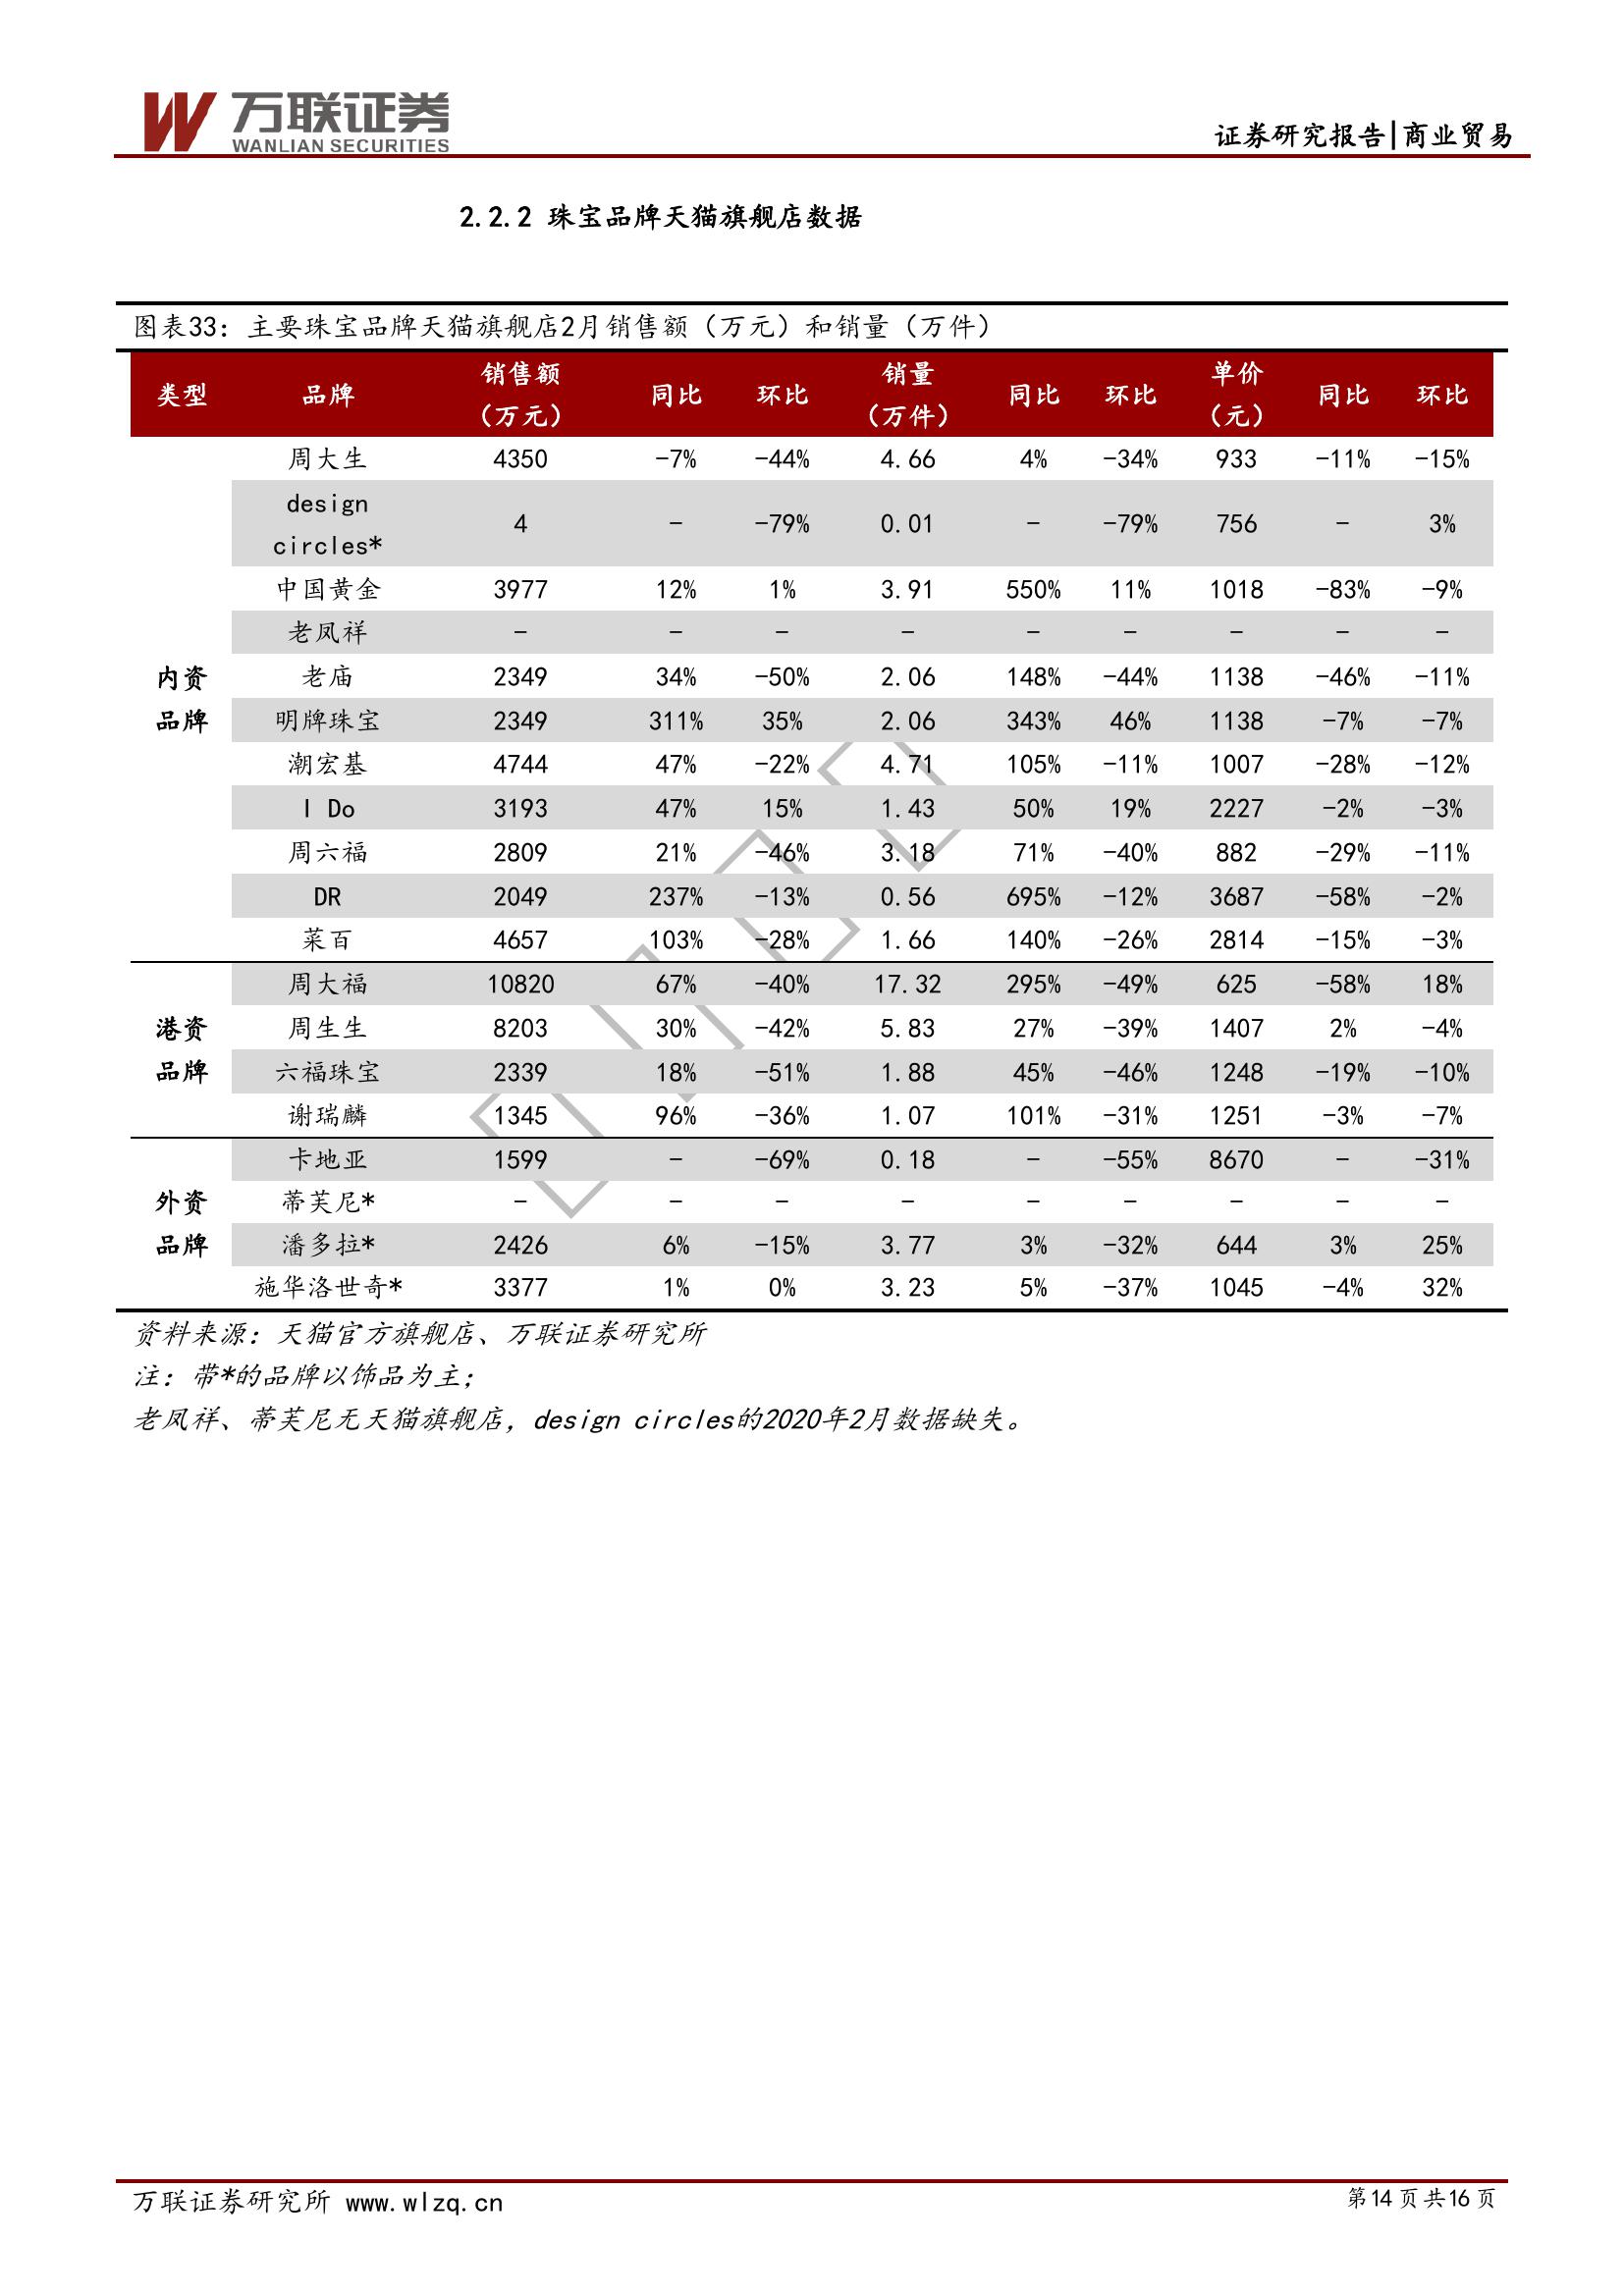 万联证券
WANLIAN SECURITIES
证券研究报告|商业贸易
2.2.2 珠宝品牌天猫旗舰店数据
图表33：主要珠宝品牌天猫旗舰店2月销售额（万元）和销量（万件）
类型 品牌 销售额（万元） 同比 环比 销量（万件） 同比 环比 单价（元） 同比 环比
内资品牌
周大生 4350 -7% -44% 4.66 4% -34% 933 -11% -15%
design circles* 4 - -79% 0.01 - -79% 756 - 3%
中国黄金 3977 12% 1% 3.91 550% 11% 1018 -83% -9%
老凤祥 - - - - - - - - -
老庙 2349 34% -50% 2.06 148% -44% 1138 -46% -11%
明牌珠宝 2349 311% 35% 2.06 343% 46% 1138 -7% -7%
潮宏基 4744 47% -22% 4.71 105% -11% 1007 -28% -12%
I Do 3193 47% 15% 1.43 50% 19% 2227 -2% -3%
周六福 2809 21% -46% 3.18 71% -40% 882 -29% -11%
DR 2049 237% -13% 0.56 695% -12% 3687 -58% -2%
菜百 4657 103% -28% 1.66 140% -26% 2814 -15% -3%
港资品牌
周大福 10820 67% -40% 17.32 295% -49% 625 -58% 18%
周生生 8203 30% -42% 5.83 27% -39% 1407 2% -4%
六福珠宝 2339 18% -51% 1.88 45% -46% 1248 -19% -10%
谢瑞麟 1345 96% -36% 1.07 101% -31% 1251 -3% -7%
外资品牌
卡地亚 1599 - -69% 0.18 - -55% 8670 - -31%
蒂芙尼* - - - - - - - - -
潘多拉* 2426 6% -15% 3.77 3% -32% 644 3% 25%
施华洛世奇* 3377 1% 0% 3.23 5% -37% 1045 -4% 32%
资料来源：天猫官方旗舰店、万联证券研究所
注：带*的品牌以饰品为主；
老凤祥、蒂芙尼无天猫旗舰店，design circles的2020年2月数据缺失。
万联证券研究所 www.wlzq.cn
第14页共16页